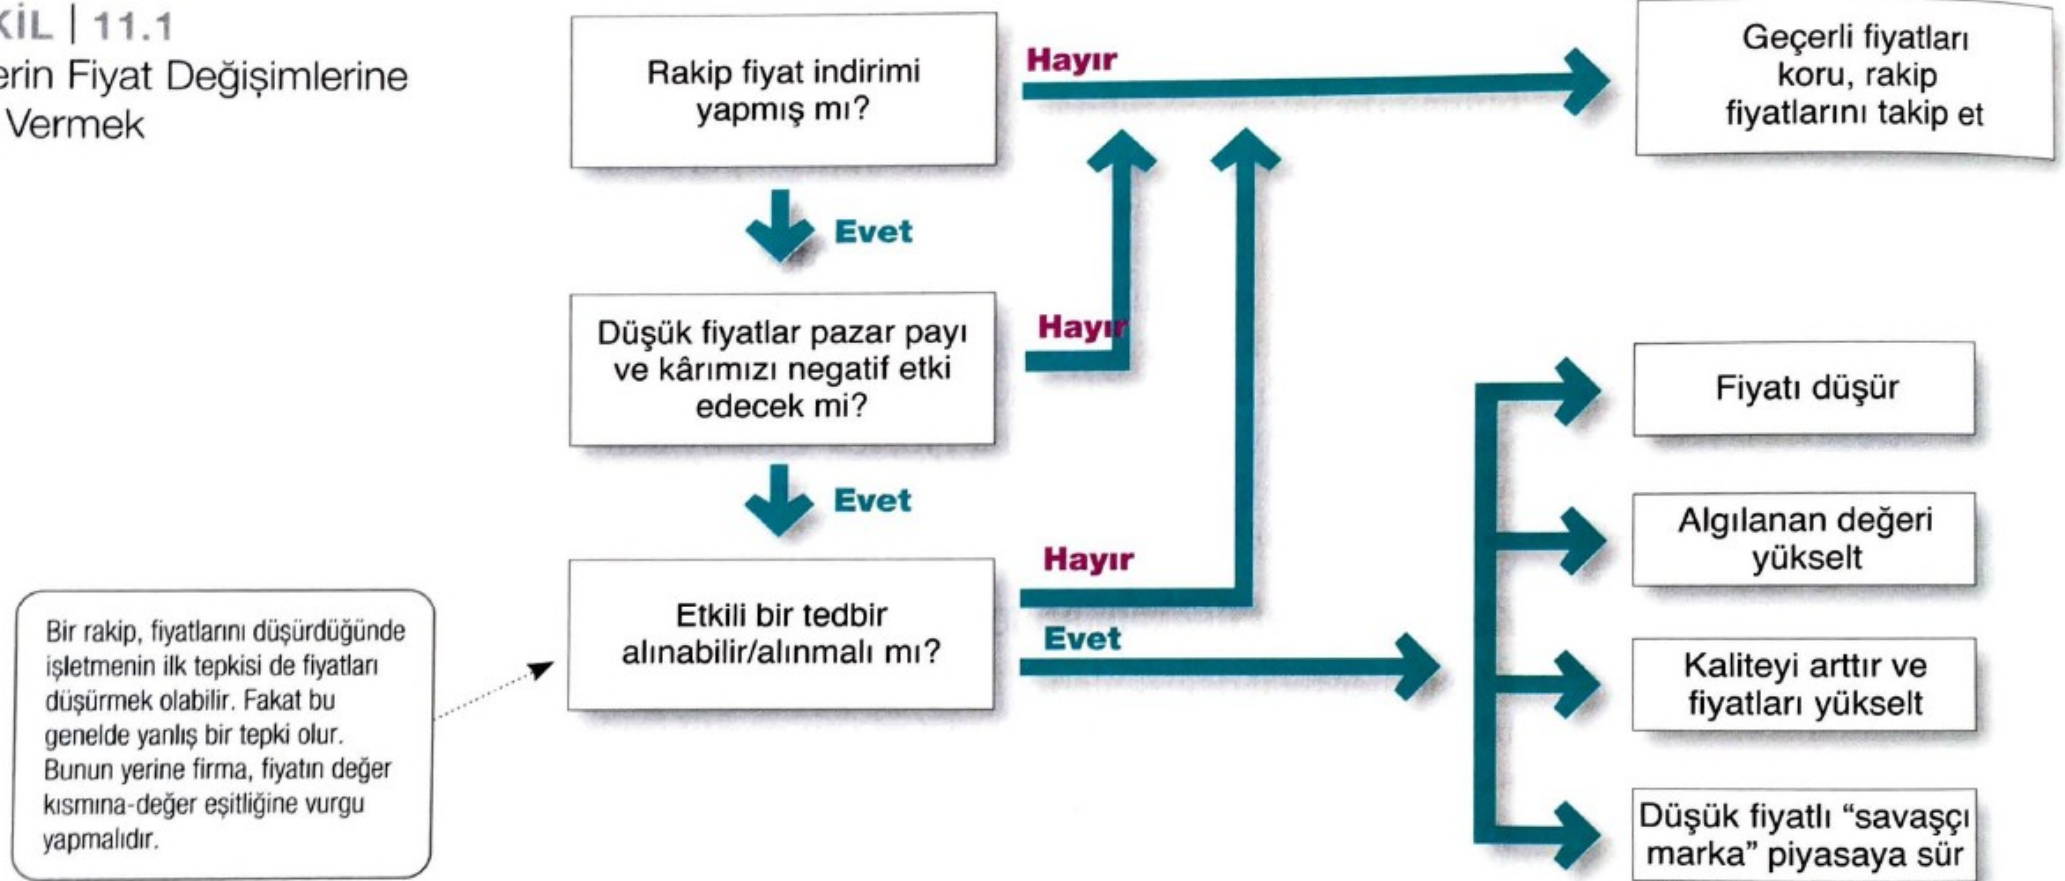 KİL | 11.1
erin Fiyat Değişimlerine
Vermek
Rakip fiyat indirimi
yapmış mı?
Hayır
Geçerli fiyatları
koru, rakip
fiyatlarını takip et
Evet
Düşük fiyatlar pazar payı
ve kârımızı negatif etki
edecek mi?
Hayır
Evet
Etkili bir tedbir
alınabilir/alınmalı mı?
Hayır
Evet
Fiyatı düşür
Algılanan değeri
yükselt
Kaliteyi arttır ve
fiyatları yükselt
Düşük fiyatlı “savaşçı
marka” piyasaya sür
Bir rakip, fiyatlarını düşürdüğünde
işletmenin ilk tepkisi de fiyatları
düşürmek olabilir. Fakat bu
genelde yanlış bir tepki olur.
Bunun yerine firma, fiyatın değer
kısmına-değer eşitliğine vurgu
yapmalıdır.